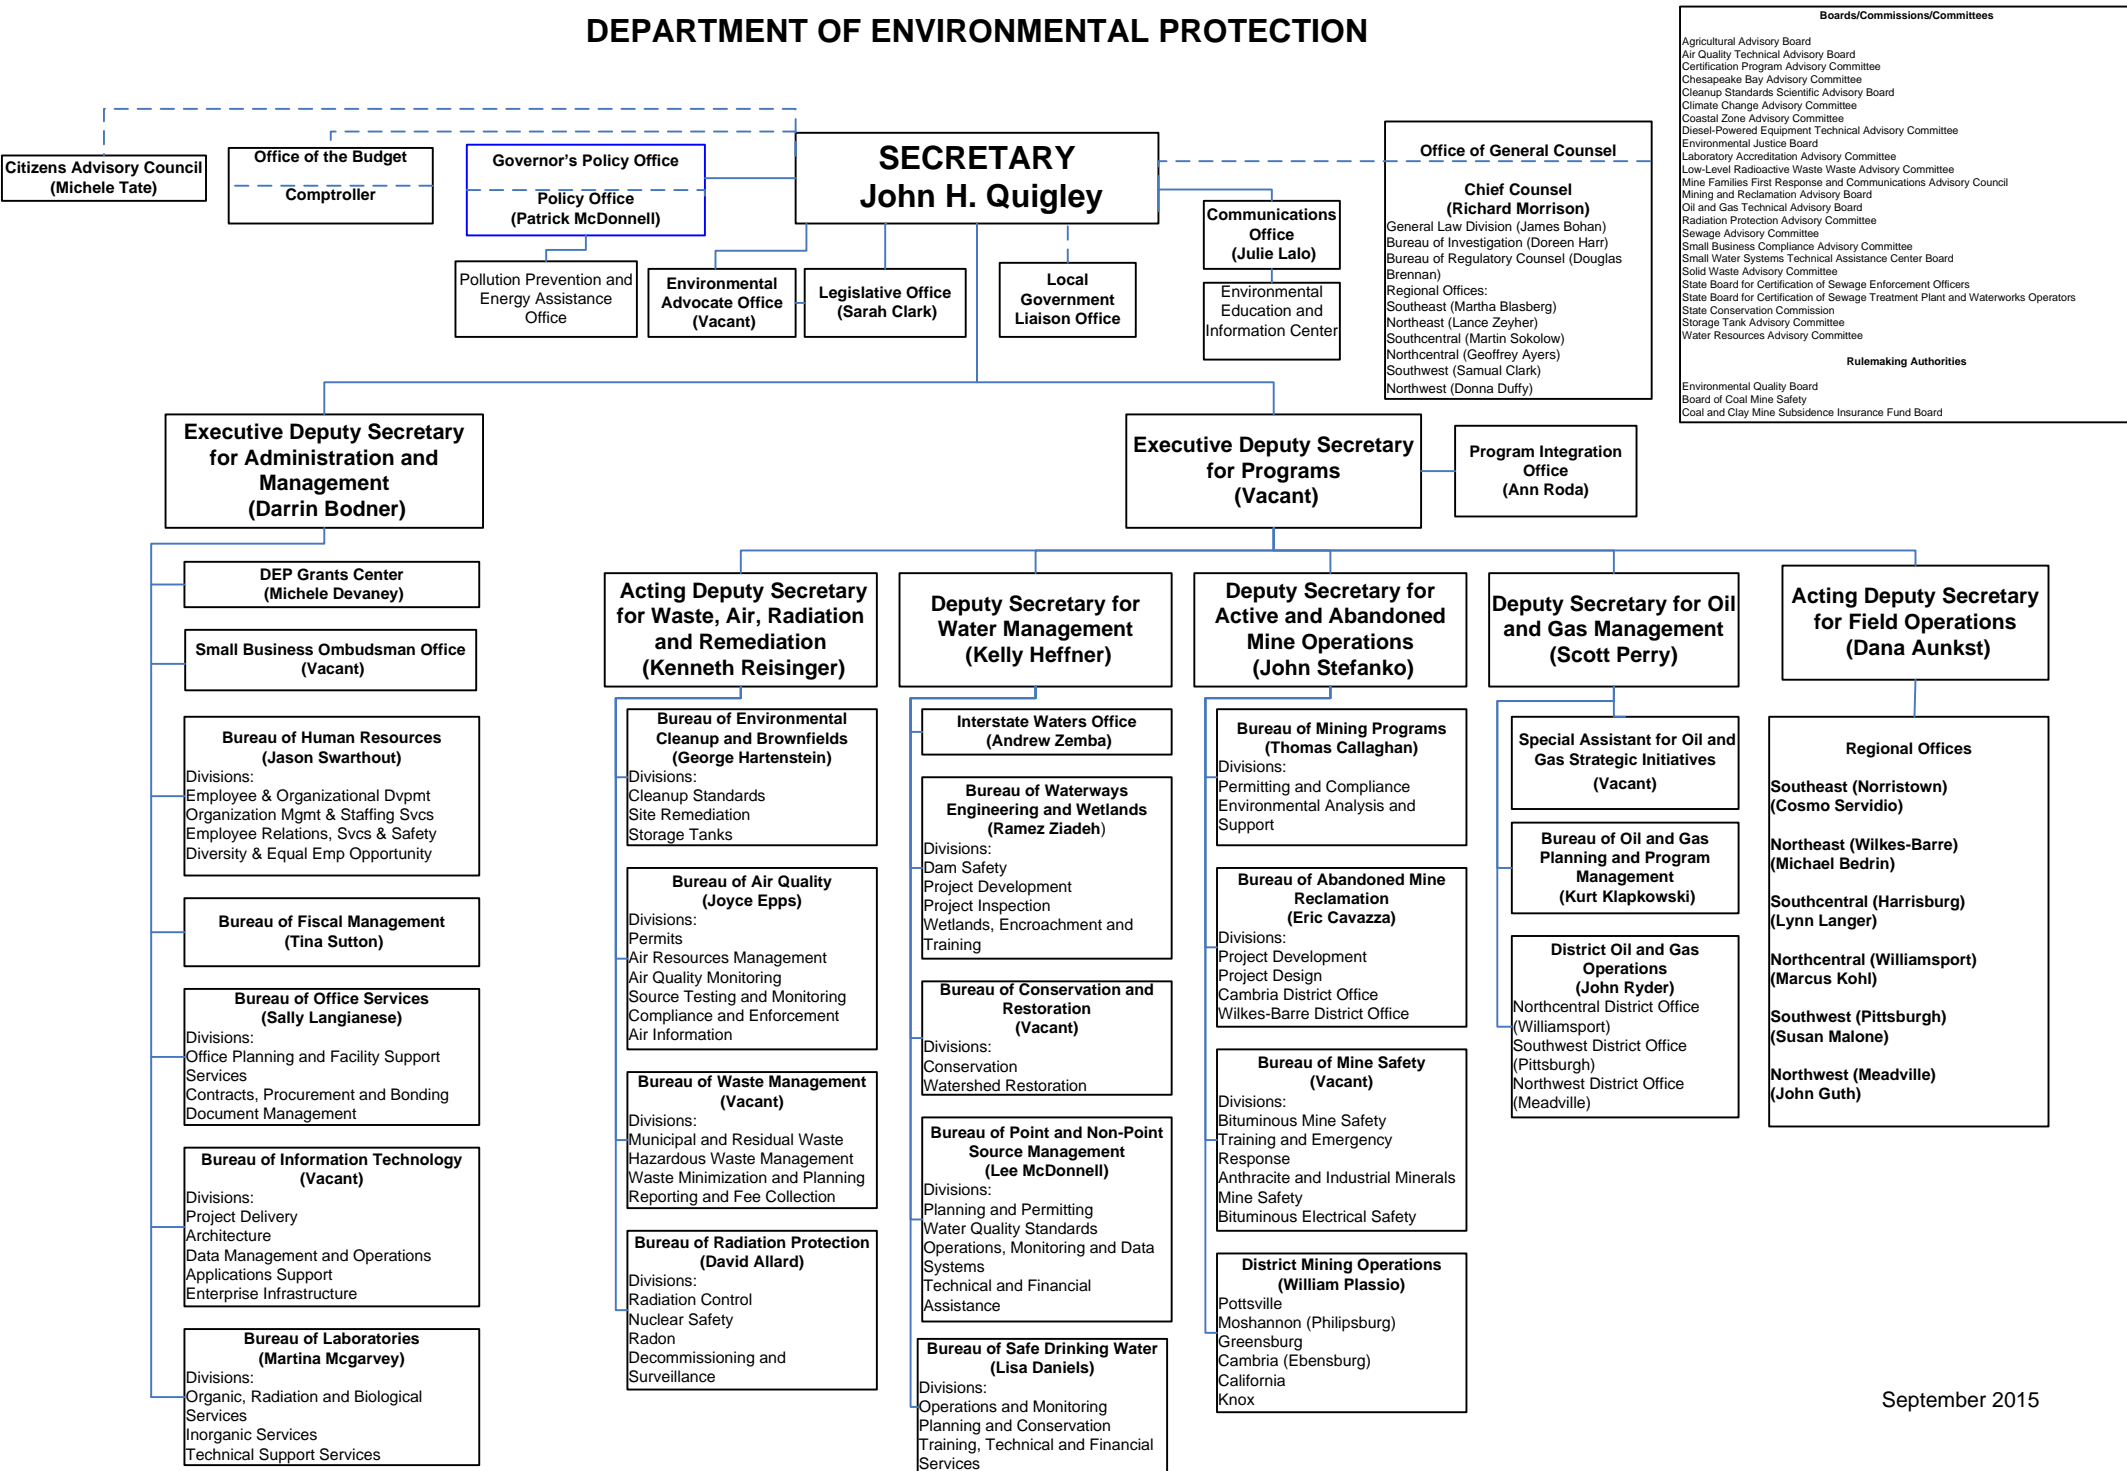 DEPARTMENT OF ENVIRONMENTAL PROTECTION
Boards/Commissions/Committees
Agricultural Advisory Board
Air Quality Technical Advisory Board
Certification Program Advisory Committee
Chesapeake Bay Advisory Committee
Cleanup Standards Scientific Advisory Board
Climate Change Advisory Committee
Coastal Zone Advisory Committee
Diesel-Powered Equipment Technical Advisory Committee
Environmental Justice Board
Laboratory Accreditation Advisory Committee
Low-Level Radioactive Waste Waste Advisory Committee
Mine Families First Response and Communications Advisory Council
Mining and Reclamation Advisory Board
Oil and Gas Technical Advisory Board
Radiation Protection Advisory Committee
Sewage Advisory Committee
Small Business Compliance Advisory Committee
Small Water Systems Technical Assistance Center Board
Solid Waste Advisory Committee
State Board for Certification of Sewage Enforcement Officers
State Board for Certification of Sewage Treatment Plant and Waterworks Operators
State Conservation Commission
Storage Tank Advisory Committee
Water Resources Advisory Committee
Rulemaking Authorities
Environmental Quality Board
Board of Coal Mine Safety
Coal and Clay Mine Subsidence Insurance Fund Board
Citizens Advisory Council
(Michele Tate)
Office of the Budget
Comptroller
Governor's Policy Office
Policy Office
(Patrick McDonnell)
SECRETARY
John H. Quigley
Communications
Office
(Julie Lalo)
Office of General Counsel
Chief Counsel
(Richard Morrison)
General Law Division (James Bohan)
Bureau of Investigation (Doreen Harr)
Bureau of Regulatory Counsel (Douglas
Brennan)
Regional Offices:
Southeast (Martha Blasberg)
Northeast (Lance Zeyher)
Southcentral (Martin Sokolow)
Northcentral (Geoffrey Ayers)
Southwest (Samual Clark)
Northwest (Donna Duffy)
Pollution Prevention and
Energy Assistance
Office
Environmental
Advocate Office
(Vacant)
Legislative Office
(Sarah Clark)
Local
Government
Liaison Office
Environmental
Education and
Information Center
Executive Deputy Secretary
for Administration and
Management
(Darrin Bodner)
Executive Deputy Secretary
for Programs
(Vacant)
Program Integration
Office
(Ann Roda)
DEP Grants Center
(Michele Devaney)
Small Business Ombudsman Office
(Vacant)
Bureau of Human Resources
(Jason Swarthout)
Divisions:
Employee & Organizational Dvpmt
Organization Mgmt & Staffing Svcs
Employee Relations, Svcs & Safety
Diversity & Equal Emp Opportunity
Bureau of Fiscal Management
(Tina Sutton)
Bureau of Office Services
(Sally Langianese)
Divisions:
Office Planning and Facility Support
Services
Contracts, Procurement and Bonding
Document Management
Bureau of Information Technology
(Vacant)
Divisions:
Project Delivery
Architecture
Data Management and Operations
Applications Support
Enterprise Infrastructure
Bureau of Laboratories
(Martina Mcgarvey)
Divisions:
Organic, Radiation and Biological
Services
Inorganic Services
Technical Support Services
Acting Deputy Secretary
for Waste, Air, Radiation
and Remediation
(Kenneth Reisinger)
Bureau of Environmental
Cleanup and Brownfields
(George Hartenstein)
Divisions:
Cleanup Standards
Site Remediation
Storage Tanks
Bureau of Air Quality
(Joyce Epps)
Divisions:
Permits
Air Resources Management
Air Quality Monitoring
Source Testing and Monitoring
Compliance and Enforcement
Air Information
Bureau of Waste Management
(Vacant)
Divisions:
Municipal and Residual Waste
Hazardous Waste Management
Waste Minimization and Planning
Reporting and Fee Collection
Bureau of Radiation Protection
(David Allard)
Divisions:
Radiation Control
Nuclear Safety
Radon
Decommissioning and
Surveillance
Deputy Secretary for
Water Management
(Kelly Heffner)
Interstate Waters Office
(Andrew Zemba)
Bureau of Waterways
Engineering and Wetlands
(Ramez Ziadeh)
Divisions:
Dam Safety
Project Development
Project Inspection
Wetlands, Encroachment and
Training
Bureau of Conservation and
Restoration
(Vacant)
Divisions:
Conservation
Watershed Restoration
Bureau of Point and Non-Point
Source Management
(Lee McDonnell)
Divisions:
Planning and Permitting
Water Quality Standards
Operations, Monitoring and Data
Systems
Technical and Financial
Assistance
Bureau of Safe Drinking Water
(Lisa Daniels)
Divisions:
Operations and Monitoring
Planning and Conservation
Training, Technical and Financial
Services
Deputy Secretary for
Active and Abandoned
Mine Operations
(John Stefanko)
Bureau of Mining Programs
(Thomas Callaghan)
Divisions:
Permitting and Compliance
Environmental Analysis and
Support
Bureau of Abandoned Mine
Reclamation
(Eric Cavazza)
Divisions:
Project Development
Project Design
Cambria District Office
Wilkes-Barre District Office
Bureau of Mine Safety
(Vacant)
Divisions:
Bituminous Mine Safety
Training and Emergency
Response
Anthracite and Industrial Minerals
Mine Safety
Bituminous Electrical Safety
District Mining Operations
(William Plassio)
Pottsville
Moshannon (Philipsburg)
Greensburg
Cambria (Ebensburg)
California
Knox
Deputy Secretary for Oil
and Gas Management
(Scott Perry)
Special Assistant for Oil and
Gas Strategic Initiatives
(Vacant)
Bureau of Oil and Gas
Planning and Program
Management
(Kurt Klapkowski)
District Oil and Gas
Operations
(John Ryder)
Northcentral District Office
(Williamsport)
Southwest District Office
(Pittsburgh)
Northwest District Office
(Meadville)
Acting Deputy Secretary
for Field Operations
(Dana Aunkst)
Regional Offices
Southeast (Norristown)
(Cosmo Servidio)
Northeast (Wilkes-Barre)
(Michael Bedrin)
Southcentral (Harrisburg)
(Lynn Langer)
Northcentral (Williamsport)
(Marcus Kohl)
Southwest (Pittsburgh)
(Susan Malone)
Northwest (Meadville)
(John Guth)
September 2015